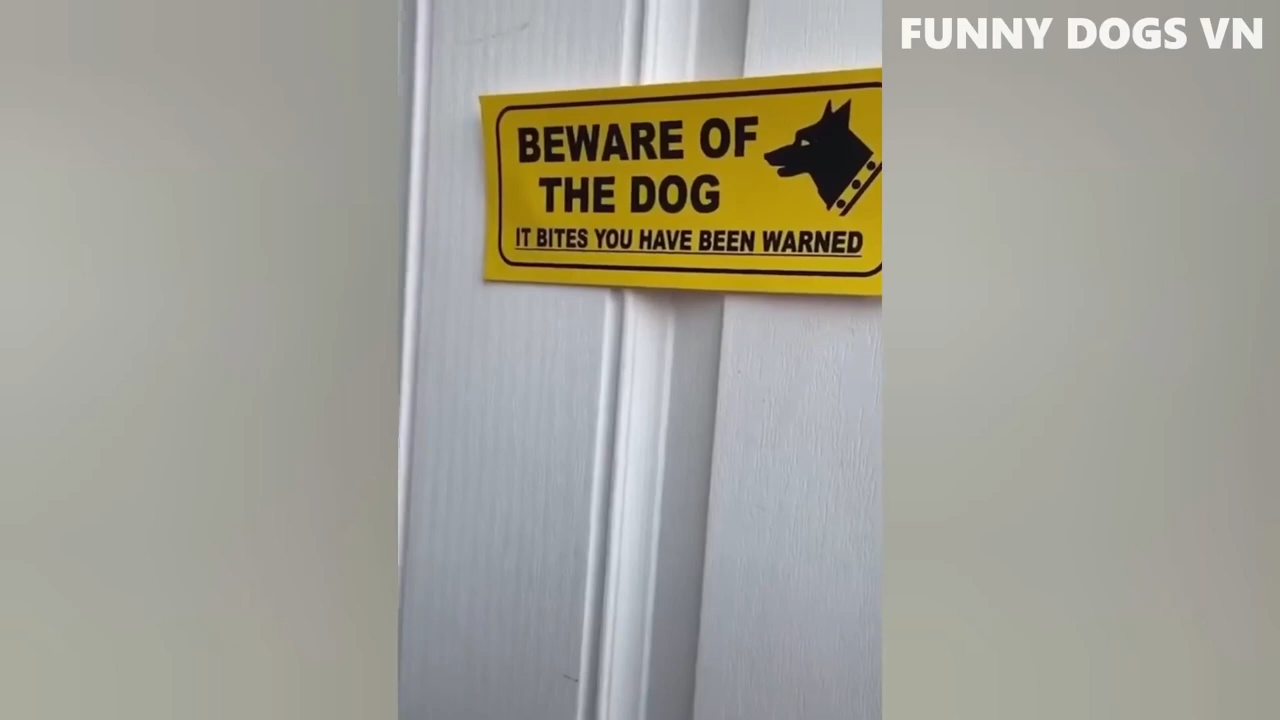 FUNNY DOGS VN
BEWARE OF
THE DOG
IT BITES YOU HAVE BEEN WARNED